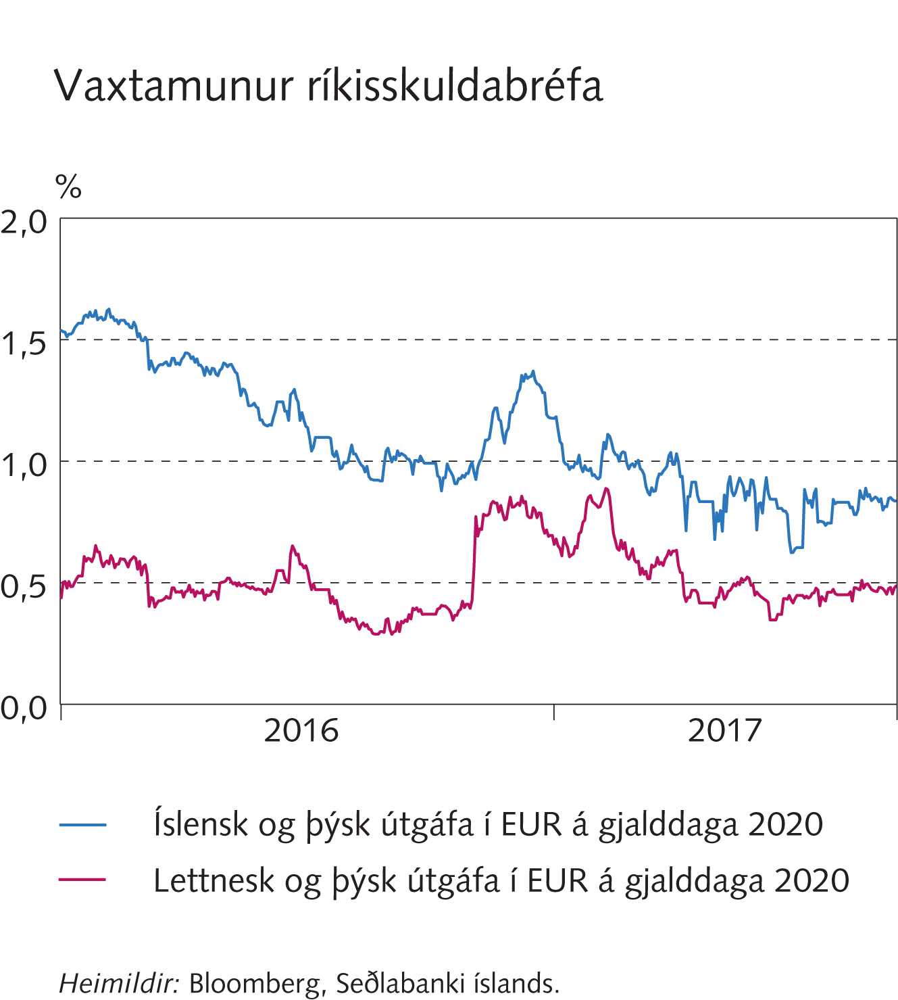 Vaxtamunur ríkisskuldabréfa
%
2,0
1,5
1,0
0,5
0,0
2016
2017
Íslensk og þýsk útgáfa í EUR á gjalddaga 2020
Lettnesk og þýsk útgáfa í EUR á gjalddaga 2020
Heimildir: Bloomberg, Seðlabanki íslands.